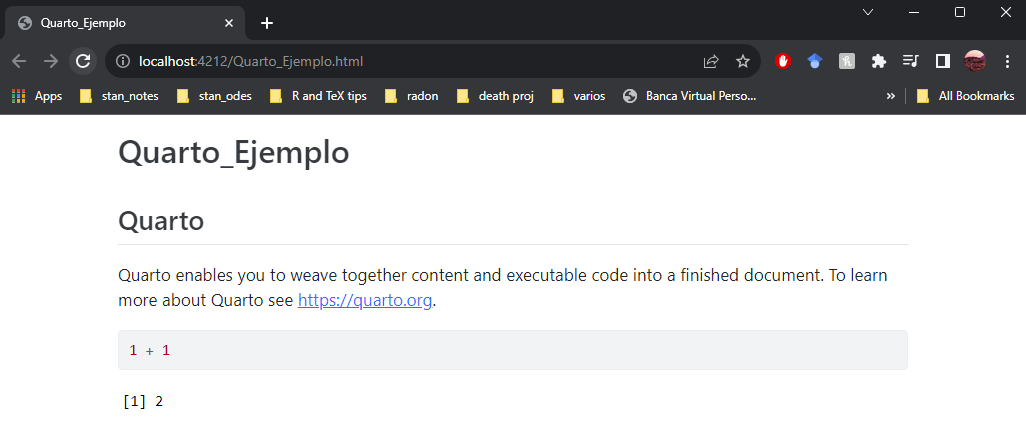 Quarto_Ejemplo
localhost:4212/Quarto_Ejemplo.html
Apps stan_notes stan_odes R and TeX tips radon death proj varios Banca Virtual Perso... » All Bookmarks
Quarto_Ejemplo
Quarto
Quarto enables you to weave together content and executable code into a finished document. To learn
more about Quarto see https://quarto.org.
1 + 1
[1] 2